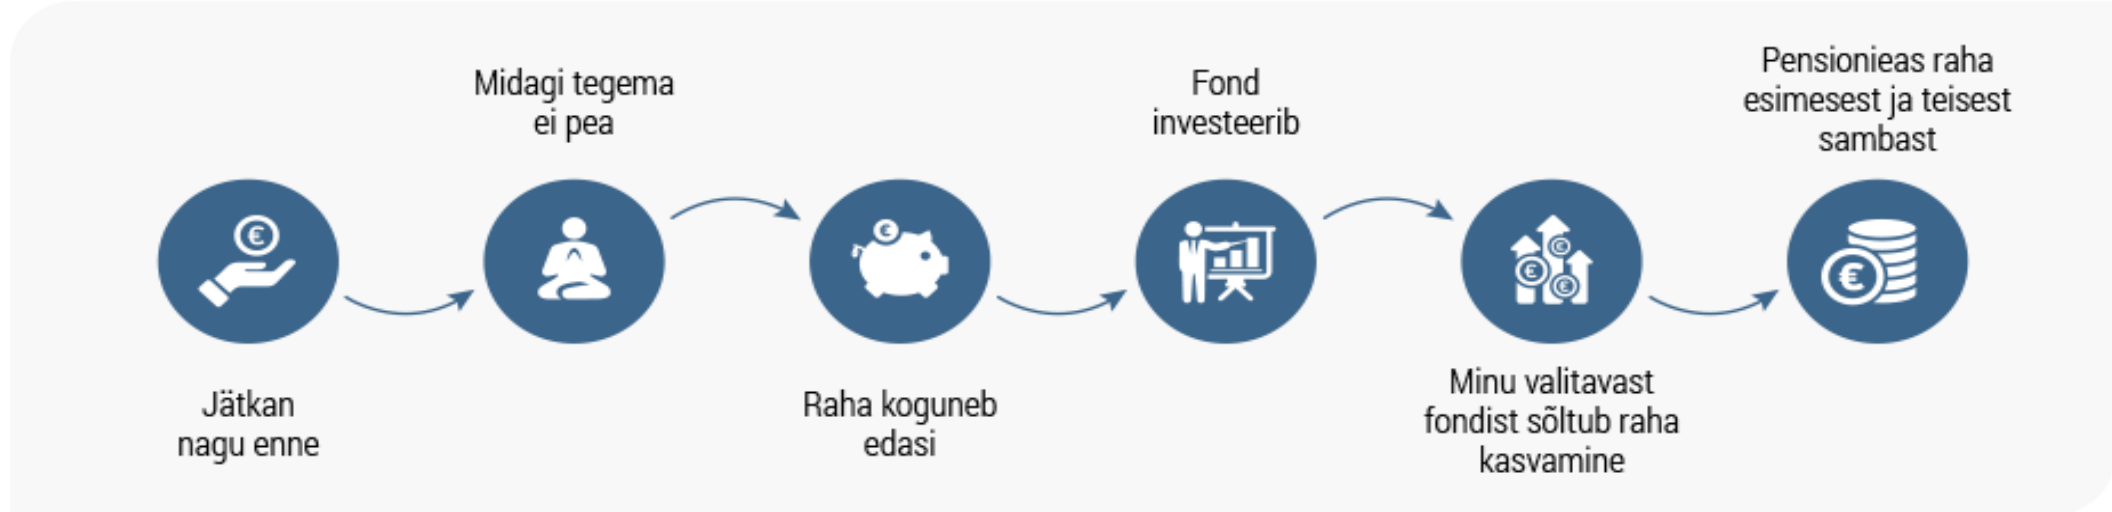 Jätkan
nagu enne
Midagi tegema
ei pea
Raha koguneb
edasi
Fond
investeerib
Minu valitavast
fondist sõltub raha
kasvamine
Pensionieas raha
esimesest ja teisest
sambast